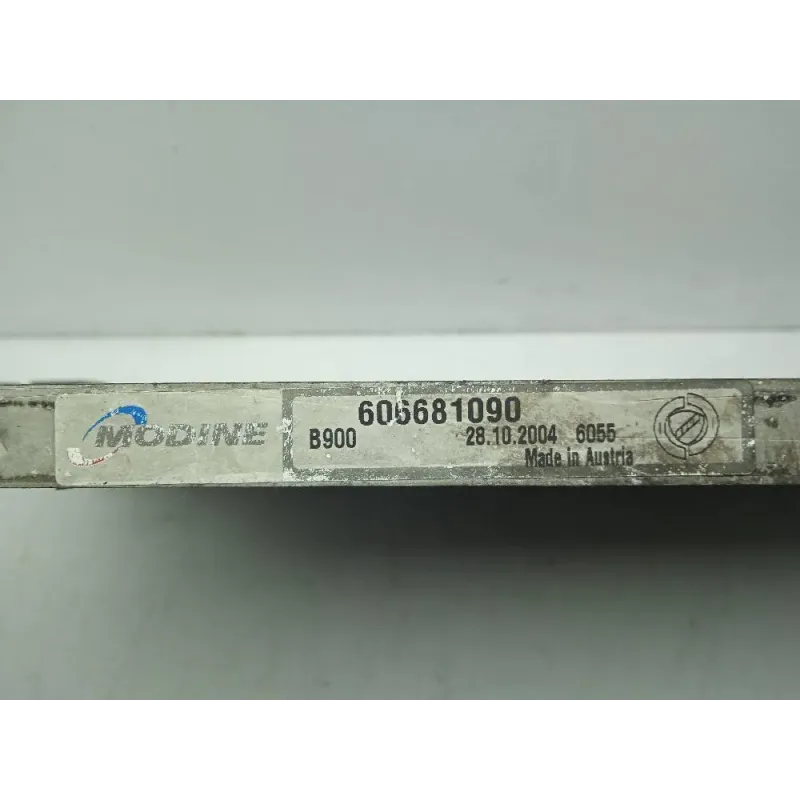 MODINE
606681090
B900 28.10.2004 6055
Made in Austria